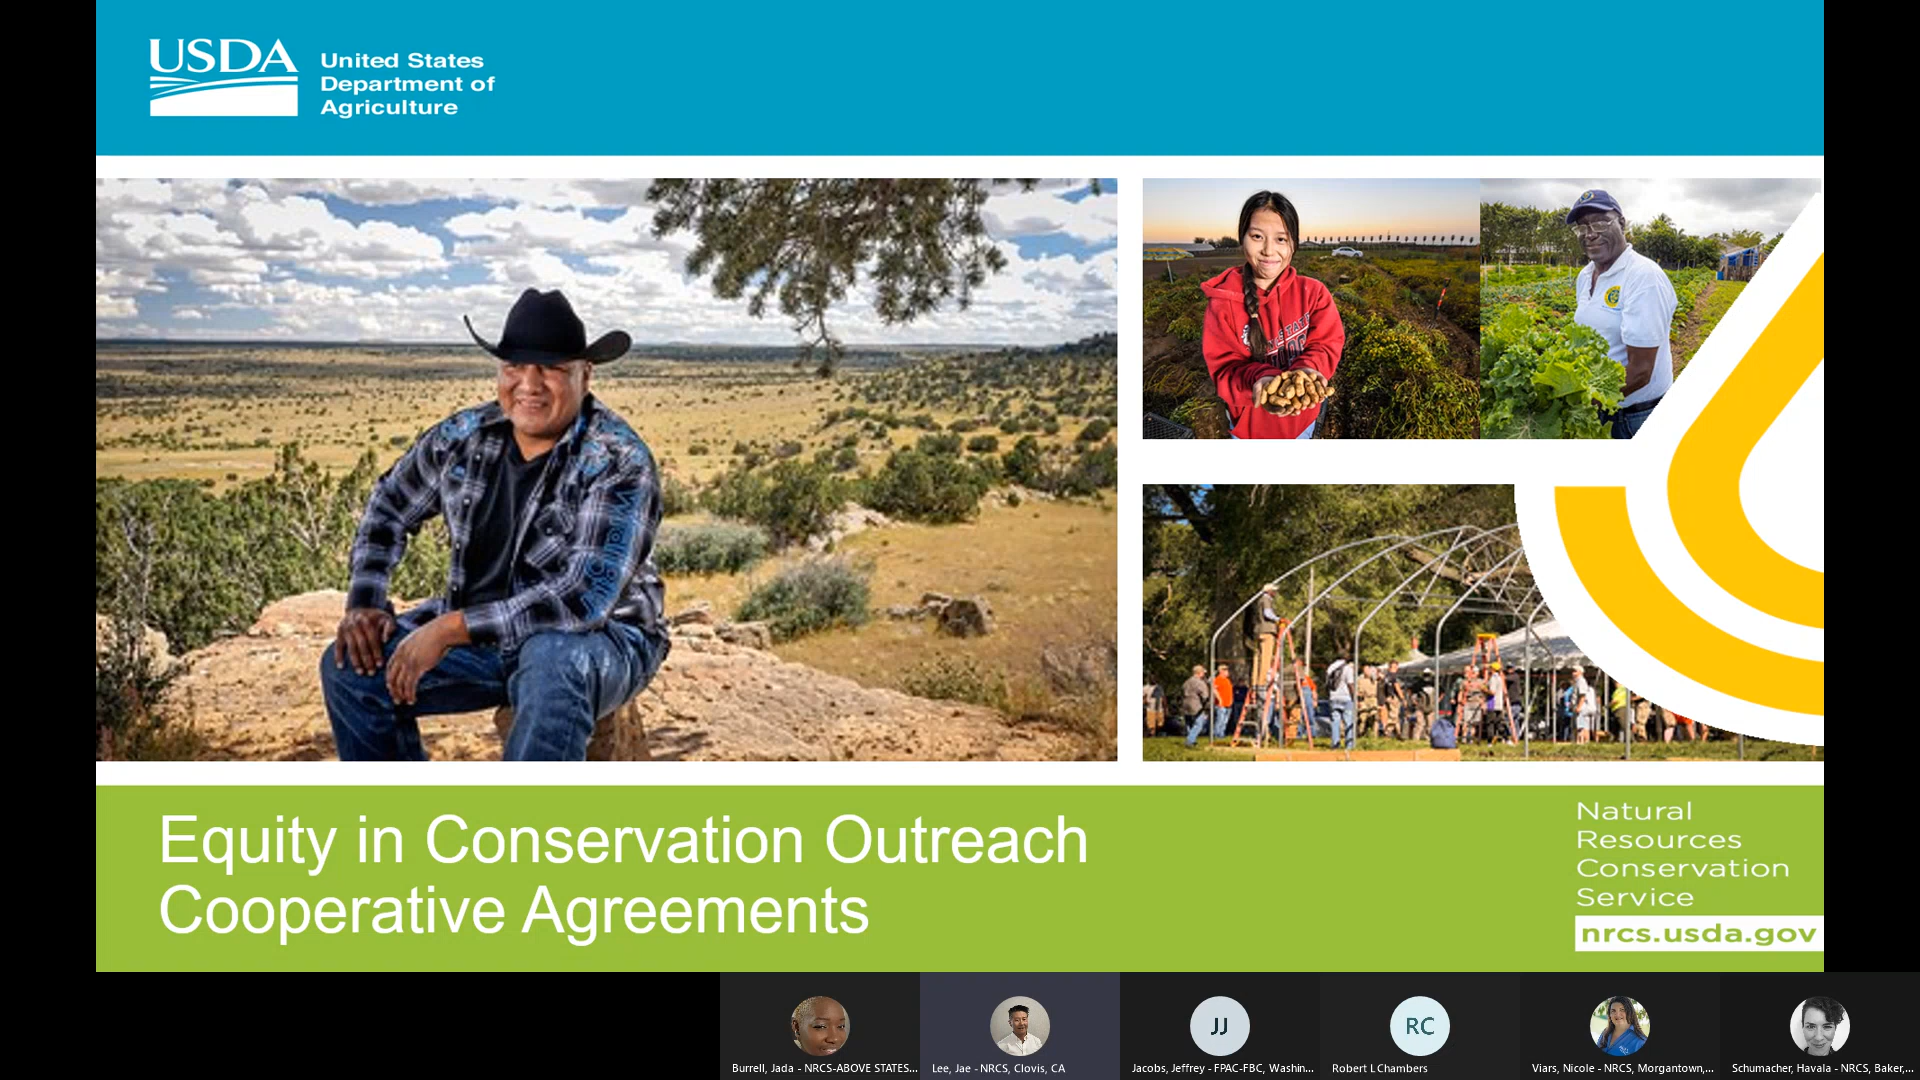 USDA
United States
Department of
Agriculture
Equity in Conservation Outreach
Cooperative Agreements
Natural
Resources
Conservation
Service
nrcs.usda.gov
JJ
RC
Burrell, Jada - NRCS-ABOVE STATES...
Lee, Jae - NRCS, Clovis, CA
Jacobs, Jeffrey - FPAC-FBC, Washin...
Robert L Chambers
Viars, Nicole - NRCS, Morgantown,...
Schumacher, Havala - NRCS, Baker,...